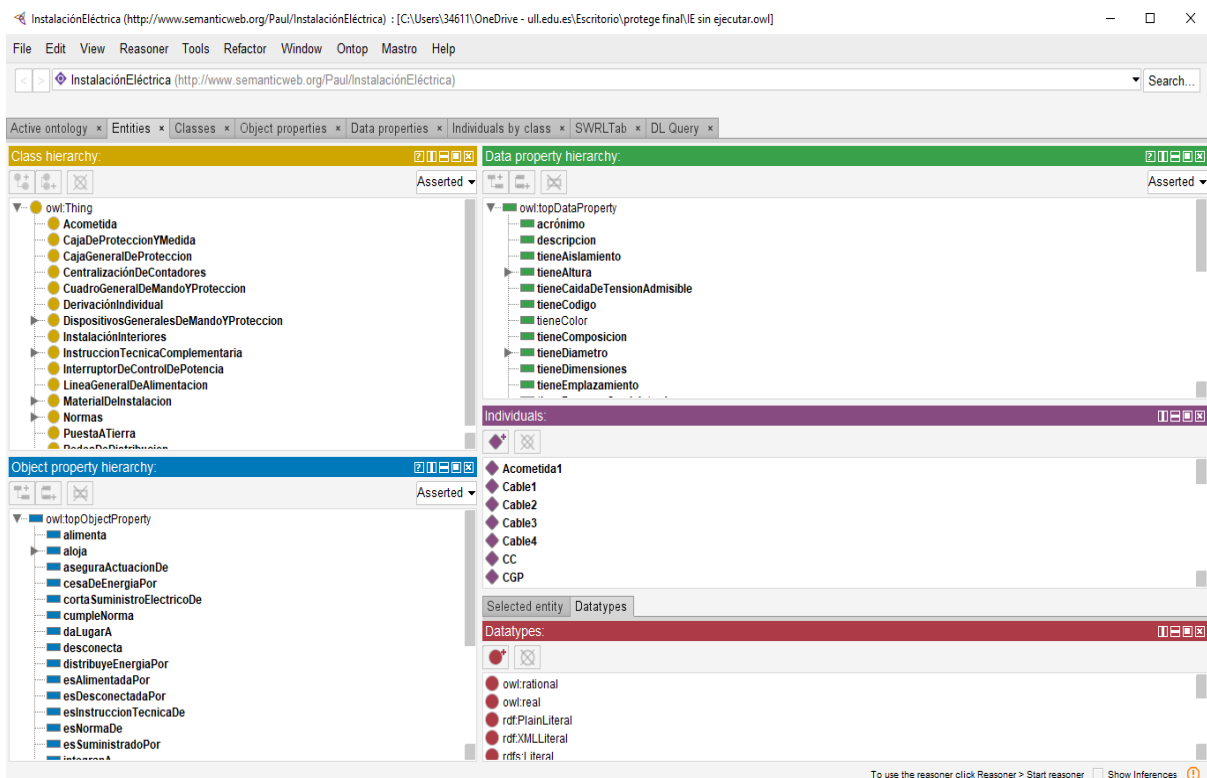 InstalaciónEléctrica (http://www.semanticweb.org/Paul/InstalaciónEléctrica) : [C:\Users\34611\OneDrive - ull.edu.es\Escritorio\protege final\IE sin ejecutar.owl]
File Edit View Reasoner Tools Refactor Window Ontop Mastro Help
< > InstalaciónEléctrica (http://www.semanticweb.org/Paul/InstalaciónEléctrica) Search...
Active ontology × Entities × Classes × Object properties × Data properties × Individuals by class × SWRLTab × DL Query ×
Class hierarchy:
Asserted
owl:Thing
Acometida
CajaDeProteccionYMedida
CajaGeneralDeProteccion
CentralizaciónDeContadores
CuadroGeneralDeMandoYProteccion
DerivaciónIndividual
DispositivosGeneralesDeMandoYProteccion
InstalaciónInteriores
InstruccionTecnicaComplementaria
InterruptorDeControlDePotencia
LineaGeneralDeAlimentacion
MaterialDeInstalacion
Normas
PuestaATierra
RedesDeDistribucion
Object property hierarchy:
Asserted
owl:topObjectProperty
alimenta
aloja
aseguraActuacionDe
cesaDeEnergiaPor
cortaSuministroElectricoDe
cumpleNorma
daLugarA
desconecta
distribuyeEnergiaPor
esAlimentadaPor
esDesconectadaPor
esInstruccionTecnicaDe
esNormaDe
esSuministradoPor
Data property hierarchy:
Asserted
owl:topDataProperty
acrónimo
descripcion
tieneAislamiento
tieneAltura
tieneCaidaDeTensionAdmisible
tieneCodigo
tieneColor
tieneComposicion
tieneDiametro
tieneDimensiones
tieneEmplazamiento
Individuals:
Acometida1
Cable1
Cable2
Cable3
Cable4
CC
CGP
Selected entity Datatypes
Datatypes:
owl:rational
owl:real
rdf:PlainLiteral
rdf:XMLLiteral
rdfs:Literal
To use the reasoner click Reasoner > Start reasoner Show Inferences